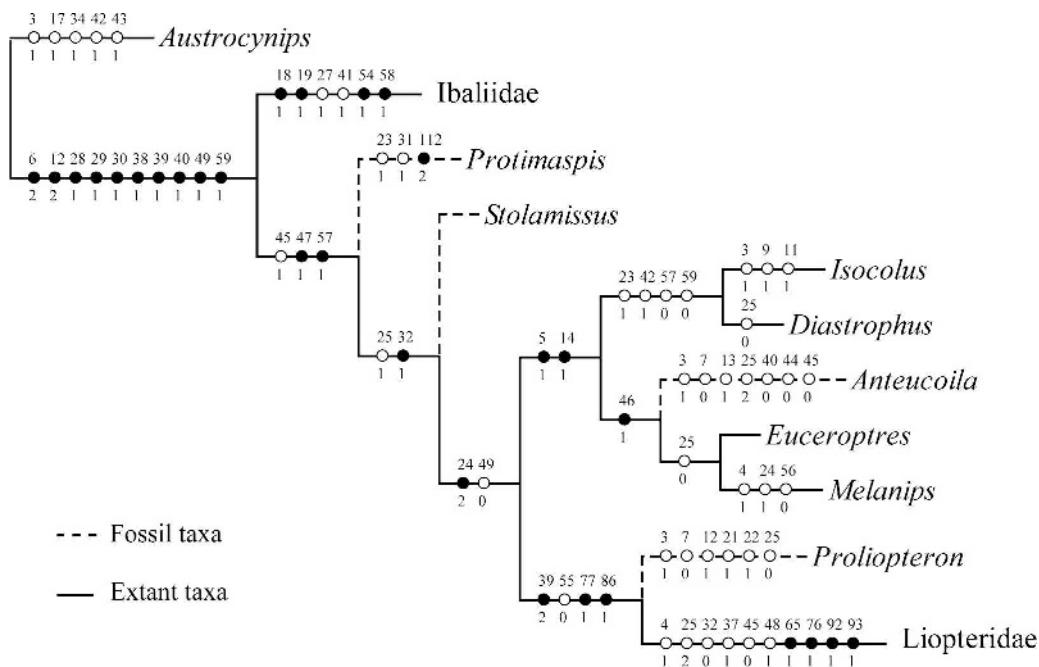 3 17 34 42 43
1 1 1 1 1
Austrocynips
18 19 27 41 54 58
1 1 1 1 1 1
Ibaliidae
6 12 28 29 30 38 39 40 49 59
2 2 1 1 1 1 1 1 1 1
23 31 112
1 1 2
Protimaspis
Stolamissus
45 47 57
1 1 1
3 9 11
1 1 1
Isocolus
23 42 57 59
1 1 0 0
25
0
Diastrophus
25 32
1 1
5 14
1 1
3 7 13 25 40 44 45
1 0 1 2 0 0 0
Anteucoila
46
1
Euceroptres
25
0
4 24 56
1 1 0
Melanips
24 49
2 0
Fossil taxa
3 7 12 21 22 25
1 0 1 1 1 0
Proliopteron
39 55 77 86
2 0 1 1
Extant taxa
4 25 32 37 45 48 65 76 92 93
1 2 0 1 0 1 1 1 1 1
Liopteridae